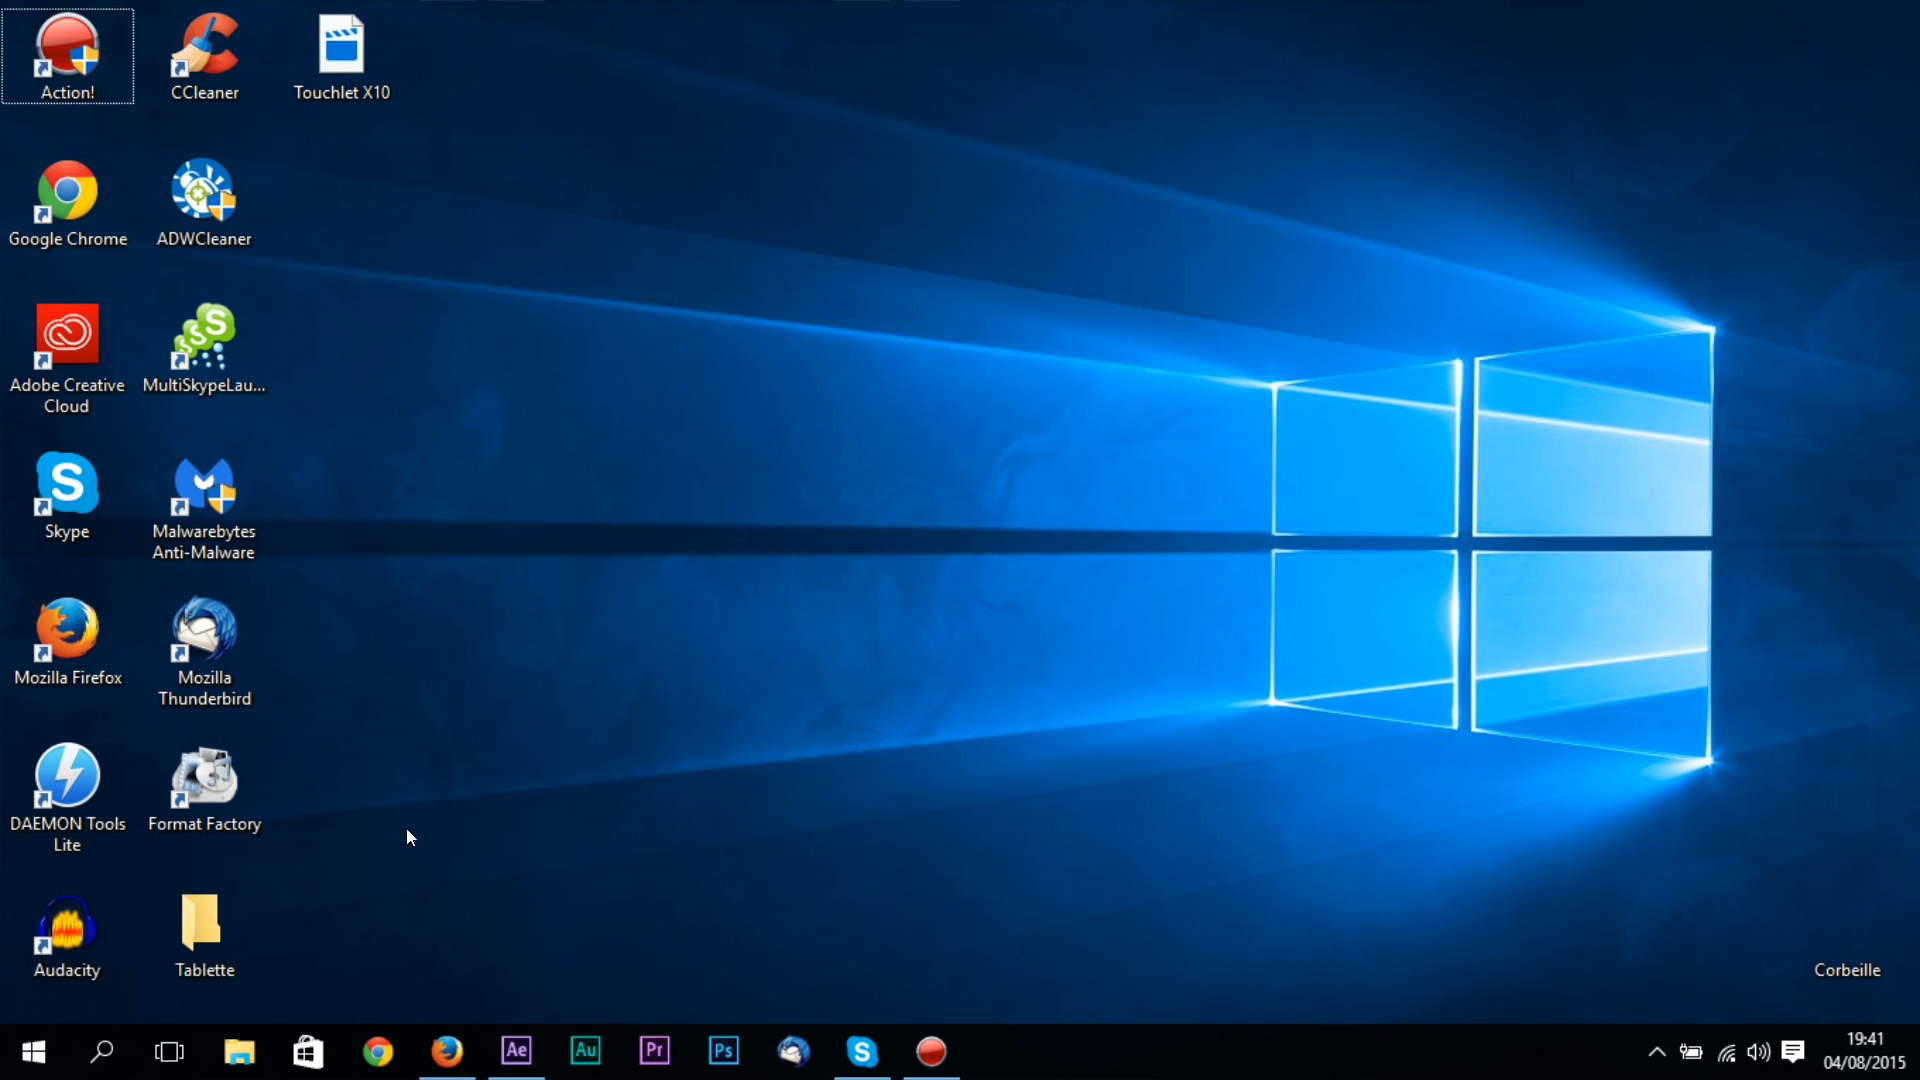 Action!
CCleaner
Touchlet X10
Google Chrome
ADWCleaner
Adobe Creative
Cloud
MultiSkypeLau...
Skype
Malwarebytes
Anti-Malware
Mozilla Firefox
Mozilla
Thunderbird
DAEMON Tools
Lite
Format Factory
Audacity
Tablette
Corbeille
Ae
Au
Pr
Ps
19:41
04/08/2015